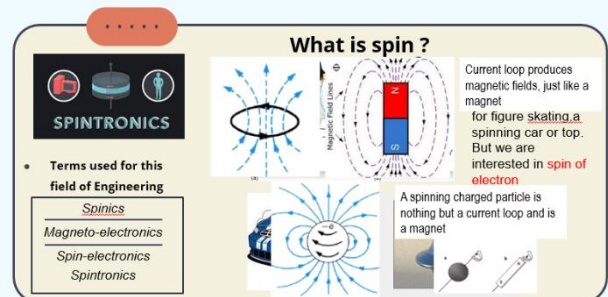 What is spin ?
SPINTRONICS
Terms used for this
field of Engineering
Spinics
Magneto-electronics
Spin-electronics
Spintronics
Magnetic Field Lines
N
S
Current loop produces
magnetic fields, just like a
magnet
for figure skating,a
spinning car or top.
But we are
interested in spin of
electron
A spinning charged particle is
nothing but a current loop and is
a magnet